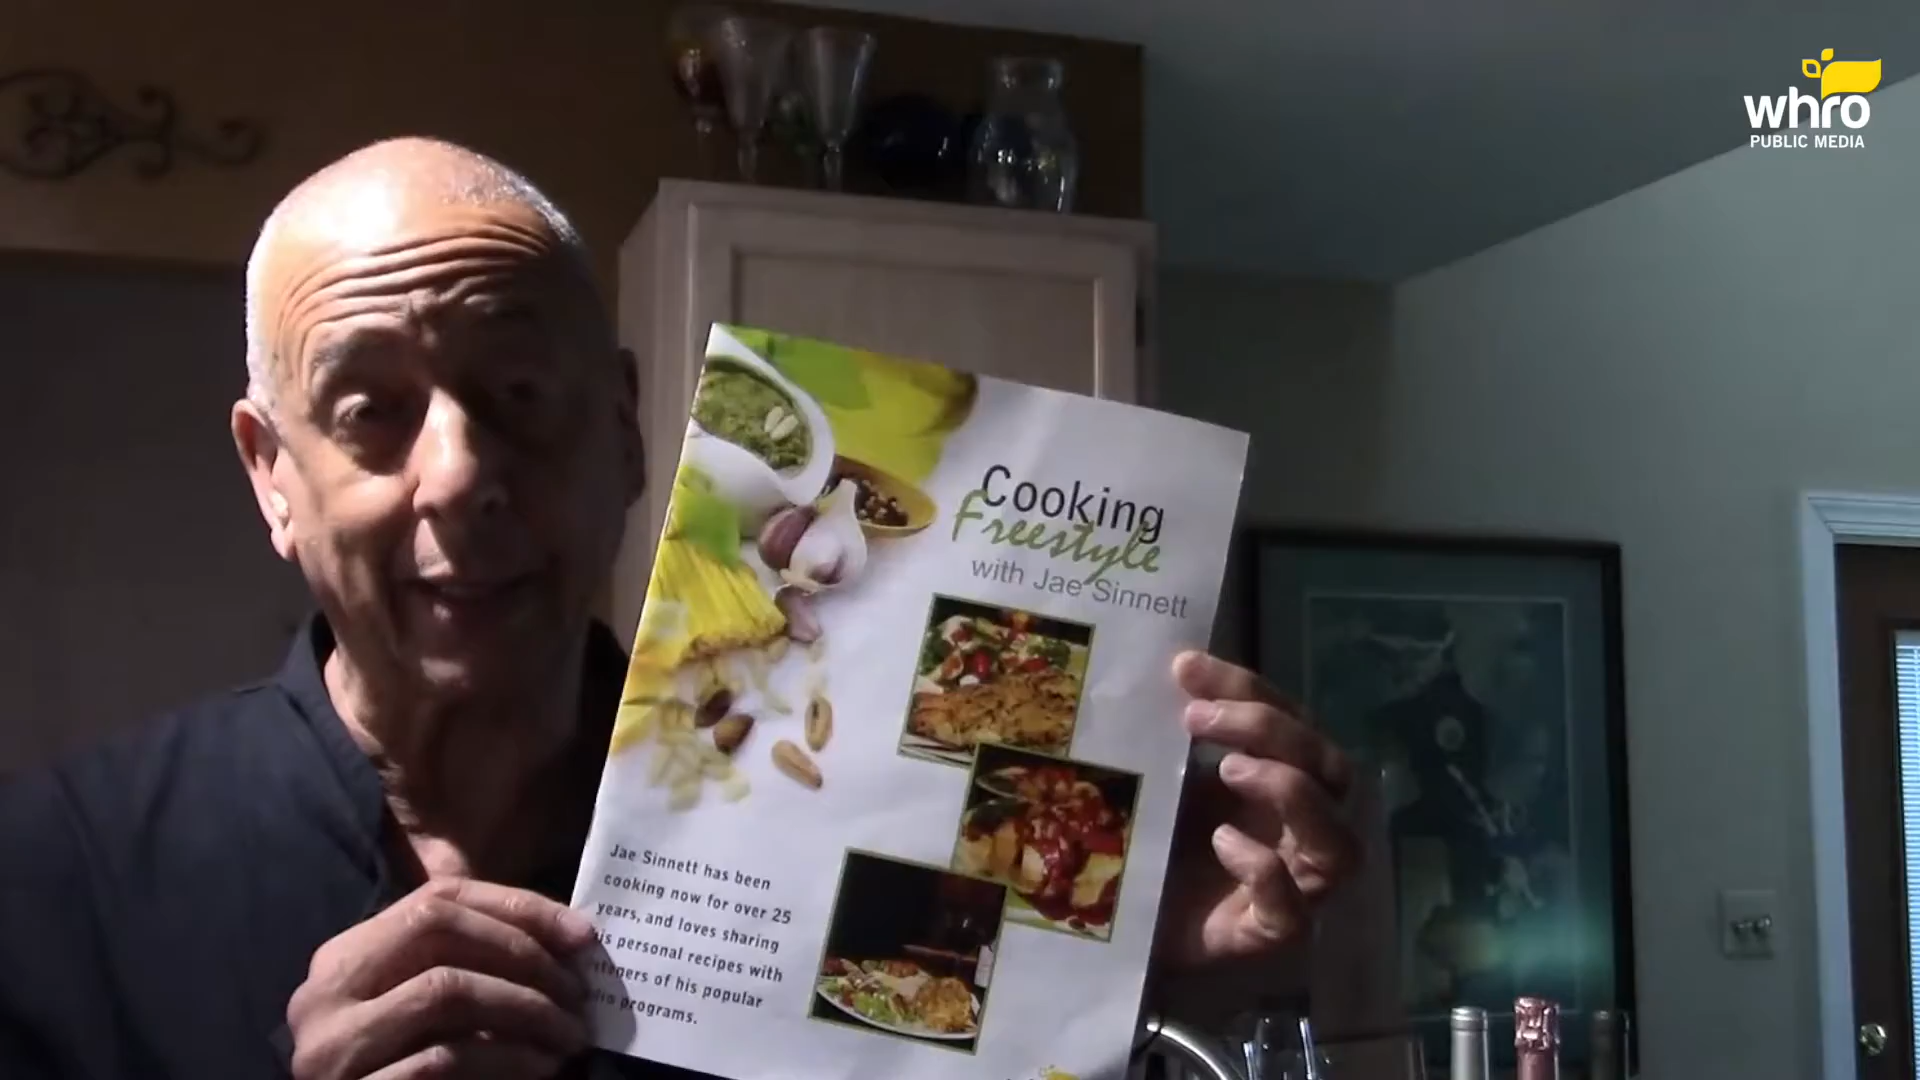 whro
PUBLIC MEDIA
Cooking
Freestyle
with Jae Sinnett
Jae Sinnett has been
cooking now for over 25
years, and loves sharing
personal recipes with
of his popular
programs.